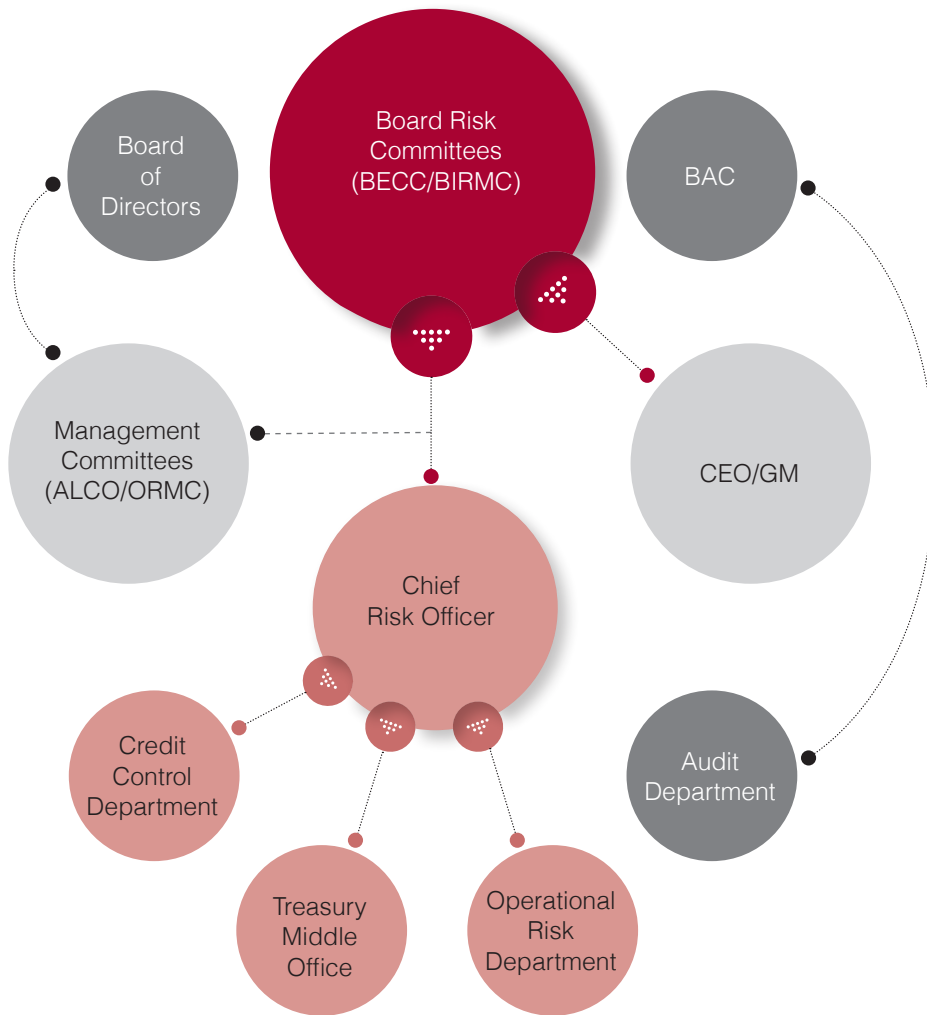 Board Risk
Committees
(BECC/BIRMC)
Board
of
Directors
BAC
Management
Committees
(ALCO/ORMC)
CEO/GM
Chief
Risk Officer
Credit
Control
Department
Audit
Department
Treasury
Middle
Office
Operational
Risk
Department